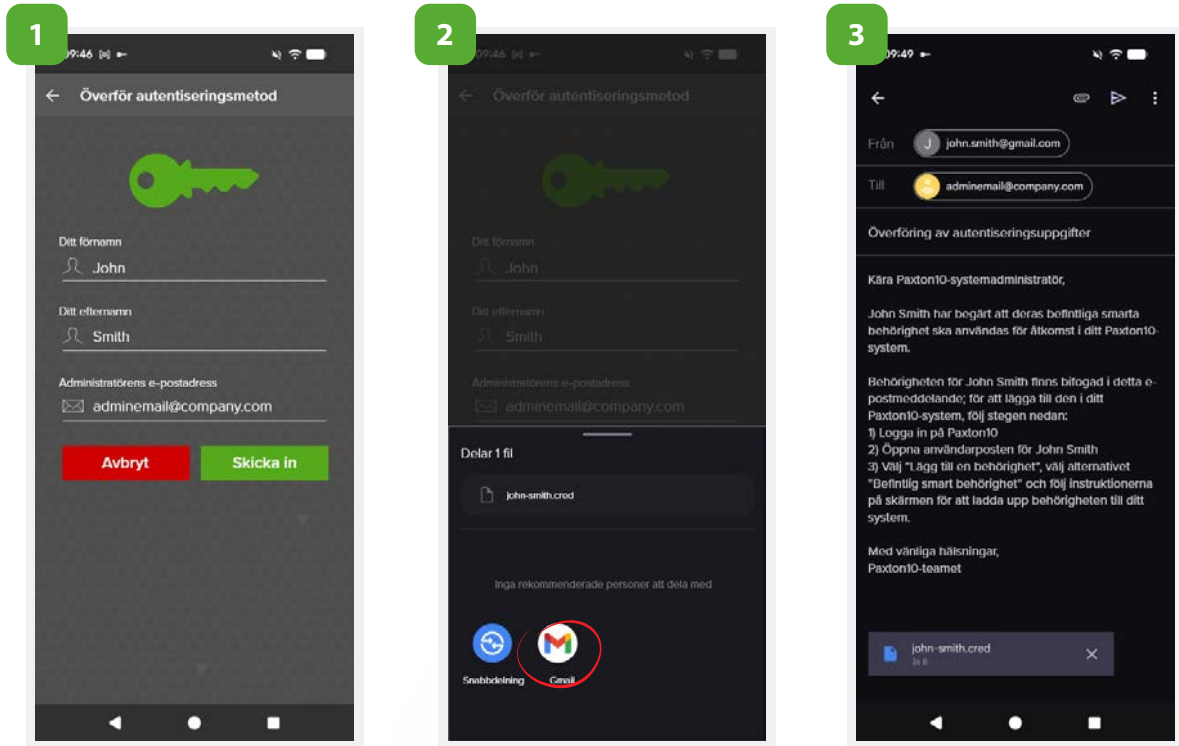 1
09:46
Överför autentiseringsmetod
Ditt förnamn
John
Ditt efternamn
Smith
Administratörens e-postadress
adminemail@company.com
Avbryt
Skicka in
2
09:46
Överför autentiseringsmetod
Ditt förnamn
John
Ditt efternamn
Smith
Administratörens e-postadress
adminemail@company.com
Delar 1 fil
john-smith.cred
Inga rekommenderade personer att dela med
Snabbdelning
Gmail
3
09:49
Från
J
john.smith@gmail.com
Till
adminemail@company.com
Överföring av autentiseringsuppgifter
Kära Paxton10-systemadministratör,
John Smith har begärt att deras befintliga smarta
behörighet ska användas för åtkomst i ditt Paxton10-
system.
Behörigheten för John Smith finns bifogad i detta e-
postmeddelande; för att lägga till den i ditt
Paxton10-system, följ stegen nedan:
1) Logga in på Paxton10
2) Öppna användarposten för John Smith
3) Välj "Lägg till en behörighet", välj alternativet
"Befintlig smart behörighet" och följ instruktionerna
på skärmen för att ladda upp behörigheten till ditt
system.
Med vänliga hälsningar,
Paxton10-teamet
john-smith.cred